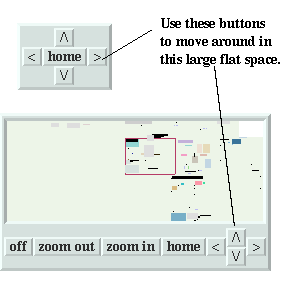 Use these buttons
to move around in
this large flat space.
/\
< home >
\/
off zoom out zoom in home < /\ \/ >